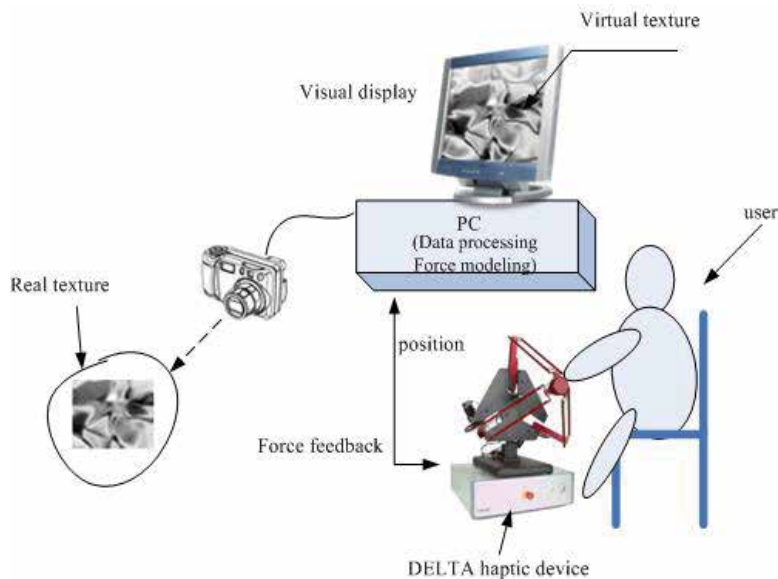 Virtual texture
Visual display
PC
(Data processing
Force modeling)
user
Real texture
position
Force feedback
DELTA haptic device